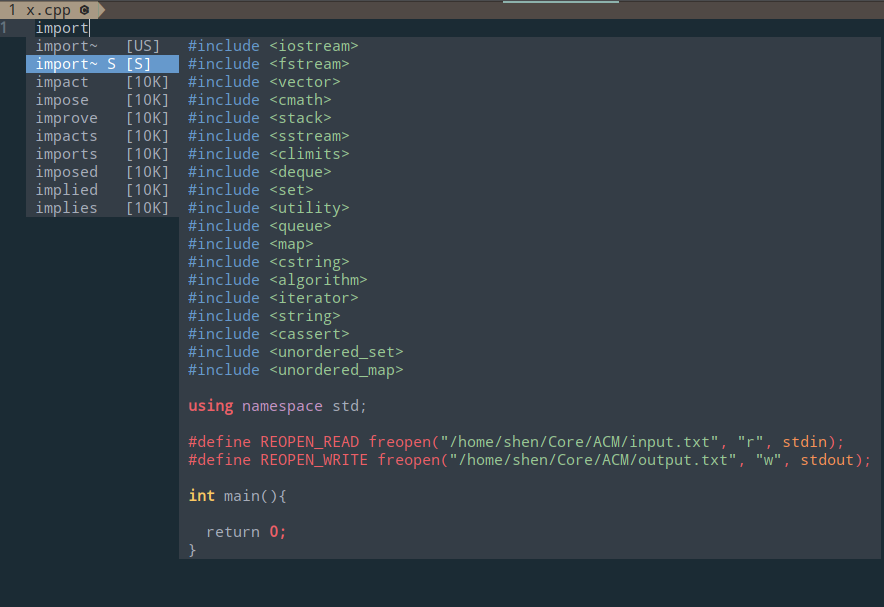 1 x.cpp
1 import
import~ [US] #include <iostream>
import~ S [S] #include <fstream>
impact [10K] #include <vector>
impose [10K] #include <cmath>
improve [10K] #include <stack>
impacts [10K] #include <sstream>
imports [10K] #include <climits>
imposed [10K] #include <deque>
implied [10K] #include <set>
implies [10K] #include <utility>
#include <queue>
#include <map>
#include <cstring>
#include <algorithm>
#include <iterator>
#include <string>
#include <cassert>
#include <unordered_set>
#include <unordered_map>
using namespace std;
#define REOPEN_READ freopen("/home/shen/Core/ACM/input.txt", "r", stdin);
#define REOPEN_WRITE freopen("/home/shen/Core/ACM/output.txt", "w", stdout);
int main(){
return 0;
}